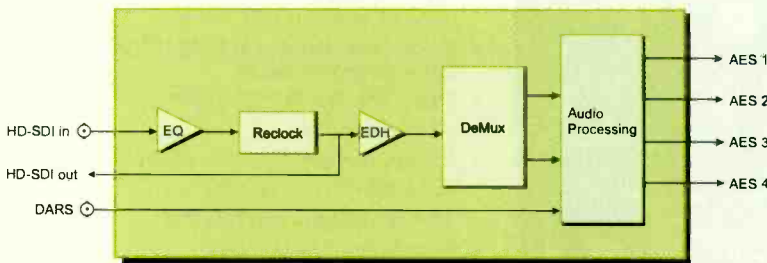 HD-SDI in
HD-SDI out
DARS
EQ
Reclock
EDH
DeMux
Audio
Processing
AES 1
AES 2
AES 3
AES 4